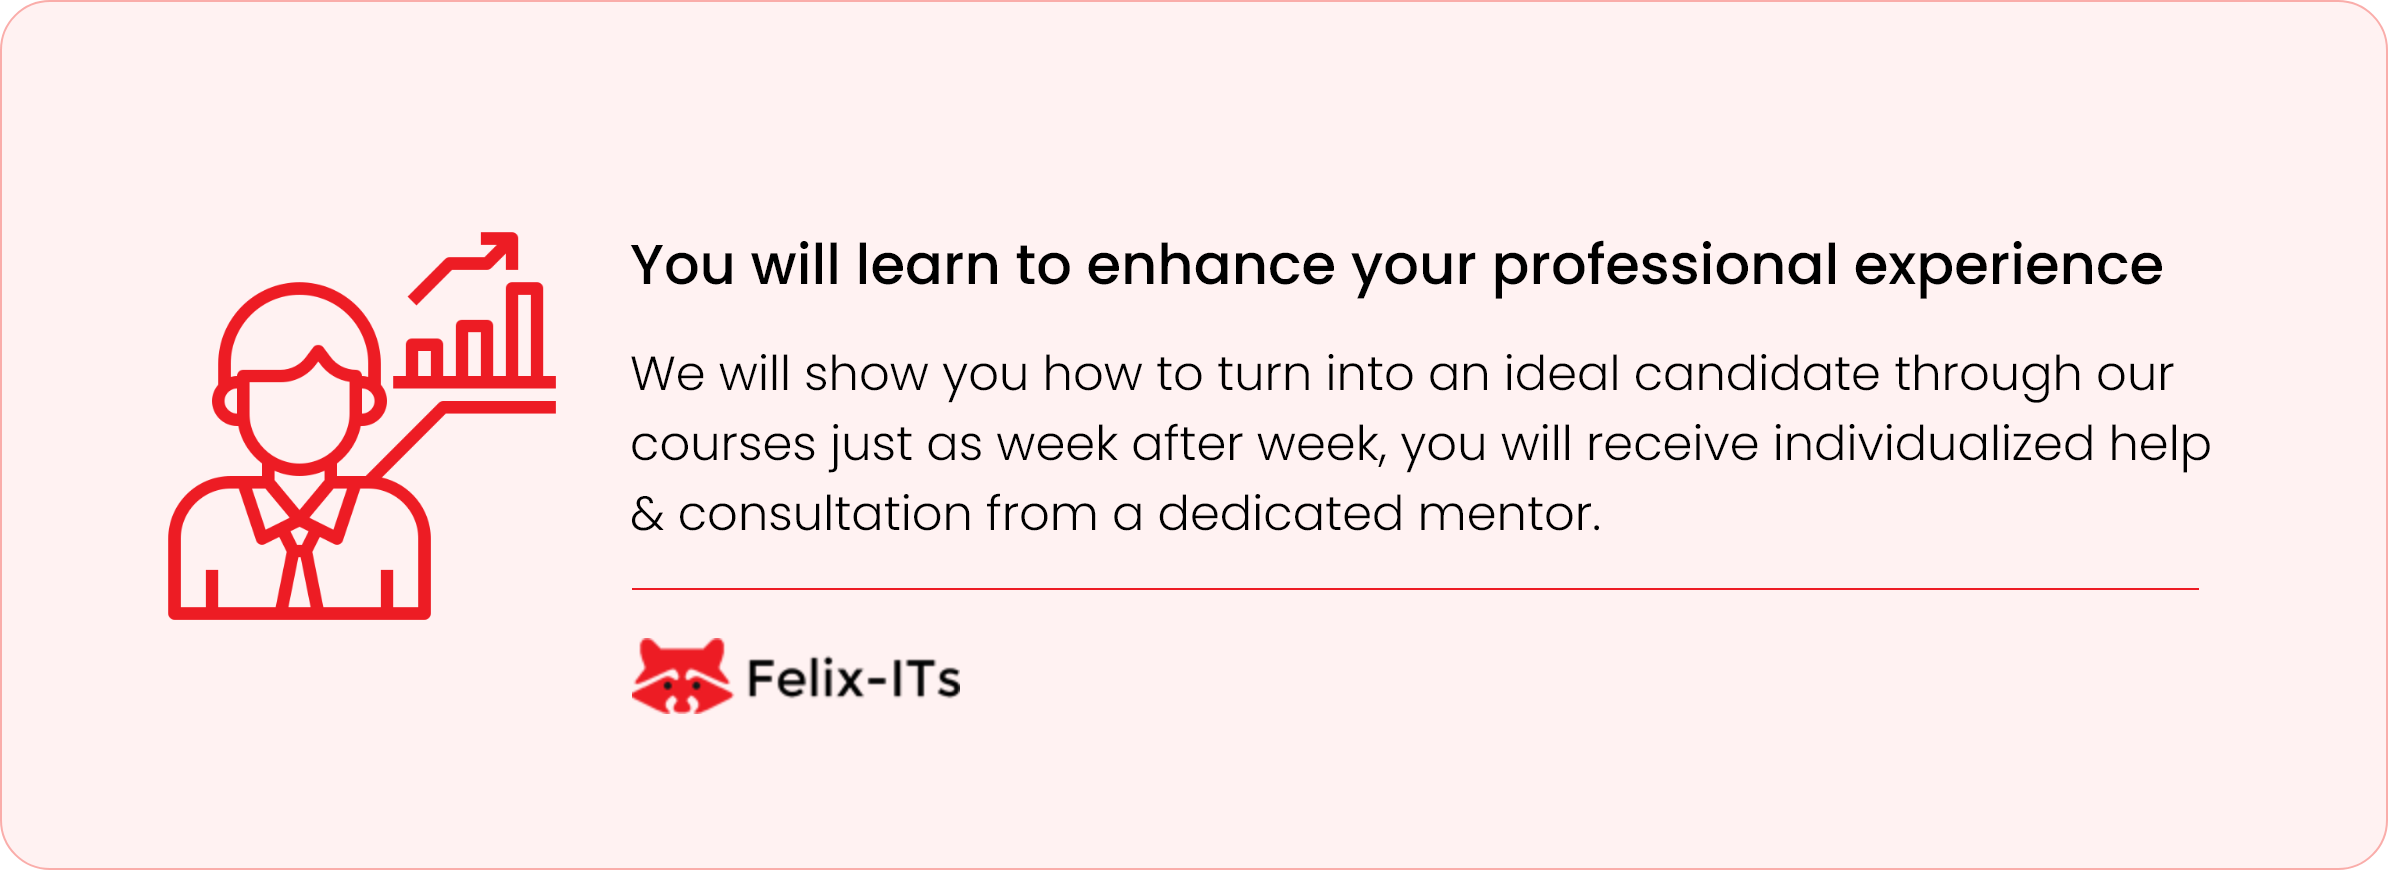 You will learn to enhance your professional experience
We will show you how to turn into an ideal candidate through our
courses just as week after week, you will receive individualized help
& consultation from a dedicated mentor.
Felix-ITs